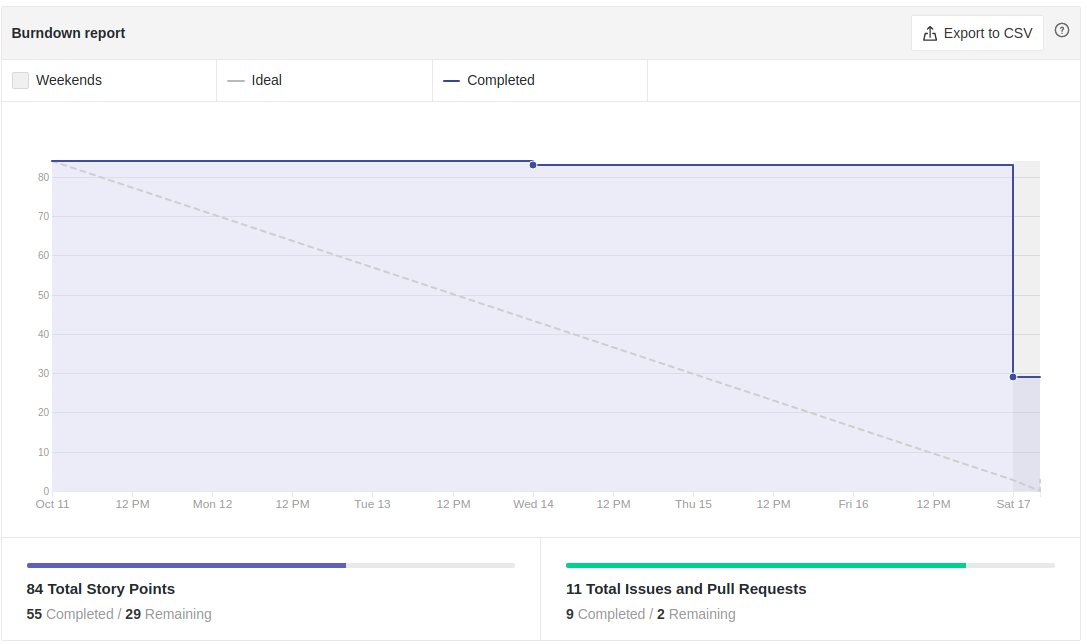 Burndown report
Export to CSV
?
Weekends
Ideal
Completed
80
70
60
50
40
30
20
10
0
Oct 11 12 PM Mon 12 12 PM Tue 13 12 PM Wed 14 12 PM Thu 15 12 PM Fri 16 12 PM Sat 17
84 Total Story Points
55 Completed / 29 Remaining
11 Total Issues and Pull Requests
9 Completed / 2 Remaining